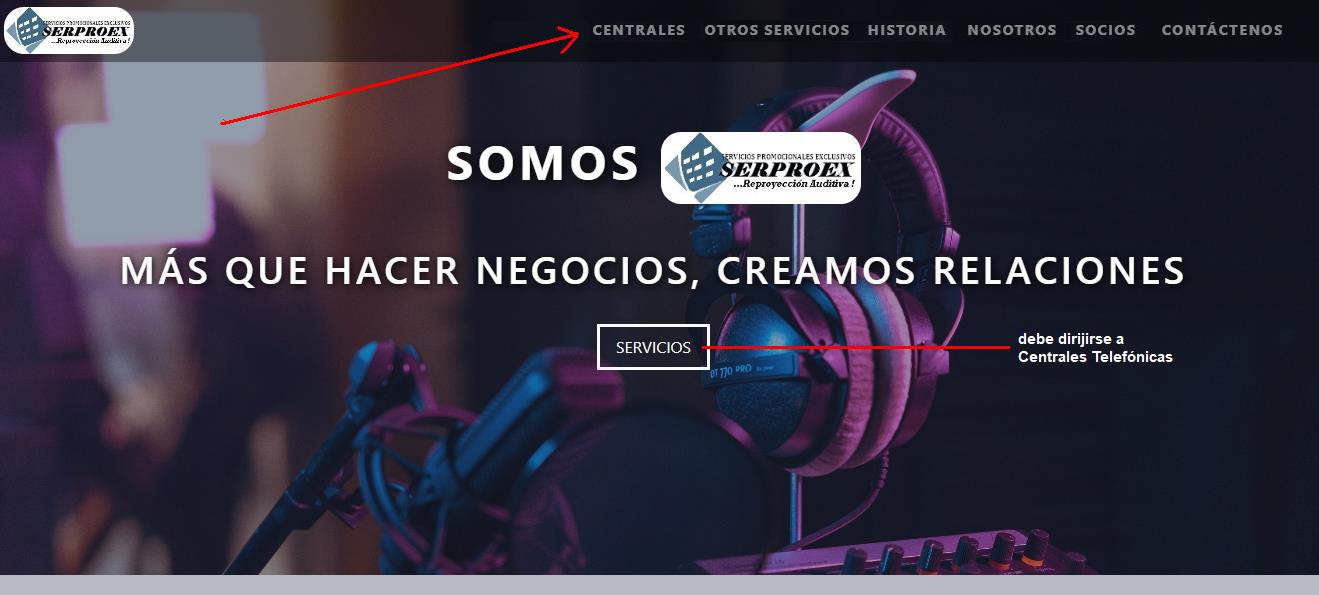 SERVICIOS PROMOCIONALES EXCLUSIVOS
SERPROEX
...Reproyección Auditiva!
CENTRALES OTROS SERVICIOS HISTORIA NOSOTROS SOCIOS CONTÁCTENOS
SOMOS
SERVICIOS PROMOCIONALES EXCLUSIVOS
SERPROEX
...Reproyección Auditiva !
MÁS QUE HACER NEGOCIOS, CREAMOS RELACIONES
SERVICIOS
debe dirijirse a
Centrales Telefónicas
DT 770 PRO